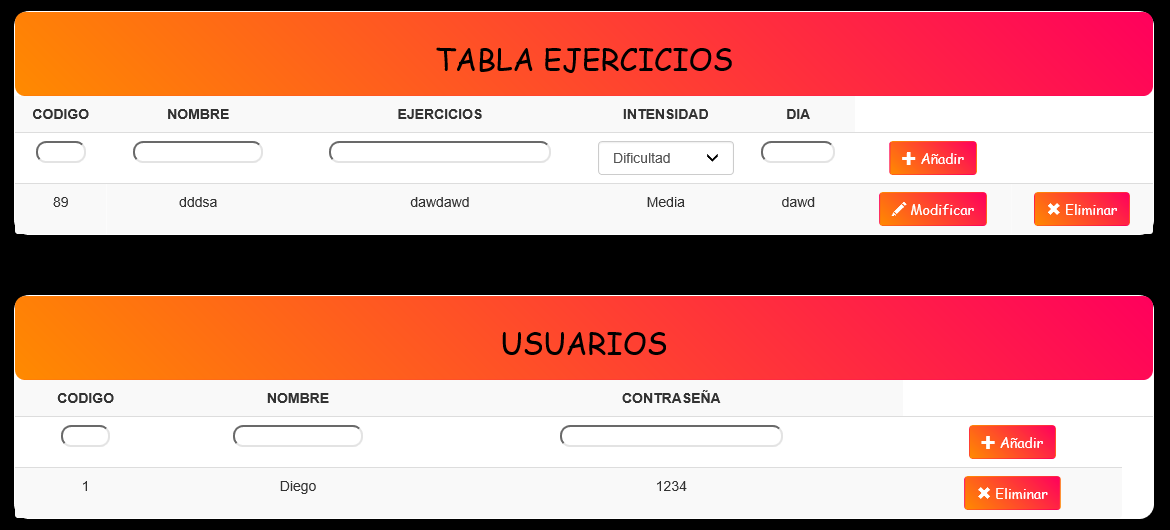 TABLA EJERCICIOS
CODIGO NOMBRE EJERCICIOS INTENSIDAD DIA
Dificultad Añadir
89 dddsa dawdawd Media dawd Modificar Eliminar
USUARIOS
CODIGO NOMBRE CONTRASEÑA
Añadir
1 Diego 1234 Eliminar